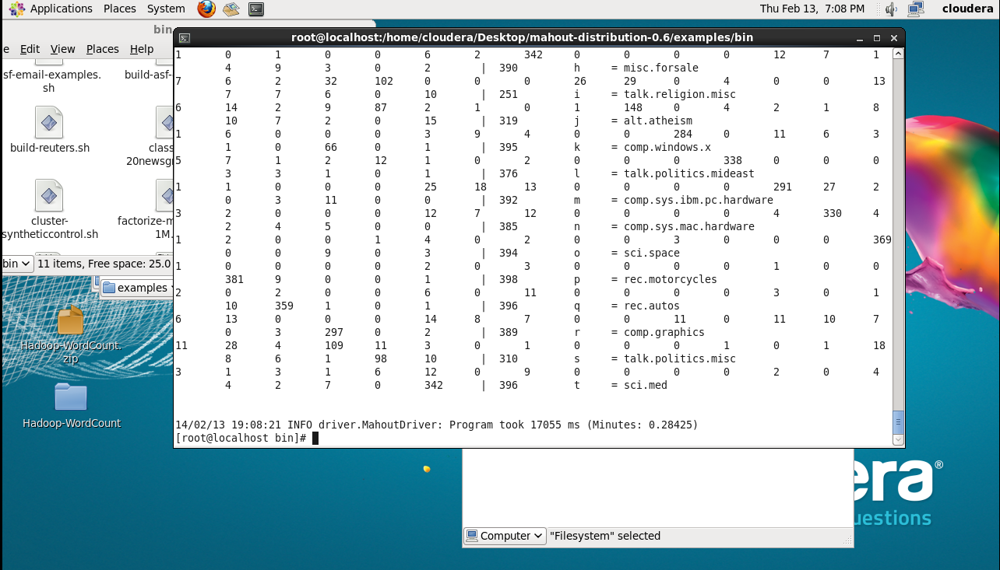 Applications Places System Thu Feb 13, 7:08 PM cloudera
bin
Edit View Places Help
sf-email-examples.
sh
build-asf-
build-reuters.sh
20newsgr
cluster-
syntheticcontrol.sh
factorize-m
1M.
bin 11 items, Free space: 25.0
examples
Hadoop-WordCount.
zip
Hadoop-WordCount
root@localhost:/home/cloudera/Desktop/mahout-distribution-0.6/examples/bin
1 0 1 0 0 6 2 342 0 0 0 0 12 7 1
4 9 3 0 2 | 390 h = misc.forsale
7 6 2 32 102 0 0 0 26 29 0 4 0 0 13
7 7 6 0 10 | 251 i = talk.religion.misc
6 14 2 9 87 2 1 0 1 148 0 4 2 1 8
10 7 2 0 15 | 319 j = alt.atheism
1 6 0 0 0 3 9 4 0 0 284 0 11 6 3
1 0 66 0 1 | 395 k = comp.windows.x
5 7 1 2 12 1 0 2 0 0 0 338 0 0 0
3 3 1 0 1 | 376 l = talk.politics.mideast
1 1 0 0 0 25 18 13 0 0 0 0 291 27 2
0 3 11 0 0 | 392 m = comp.sys.ibm.pc.hardware
3 2 0 0 0 12 7 12 0 0 0 0 4 330 4
2 4 5 0 0 | 385 n = comp.sys.mac.hardware
1 2 0 0 1 4 0 2 0 0 3 0 0 0 369
0 0 9 0 3 | 394 o = sci.space
1 0 0 0 0 2 0 3 0 0 0 0 1 0 0
381 9 0 0 1 | 398 p = rec.motorcycles
2 0 2 0 0 6 0 11 0 0 0 0 3 0 1
10 359 1 0 1 | 396 q = rec.autos
6 13 0 0 0 14 8 7 0 0 11 0 11 10 7
0 3 297 0 2 | 389 r = comp.graphics
11 28 4 109 11 3 0 1 0 0 0 1 0 1 18
8 6 1 98 10 | 310 s = talk.politics.misc
3 1 3 1 6 12 0 9 0 0 0 0 2 0 4
4 2 7 0 342 | 396 t = sci.med
14/02/13 19:08:21 INFO driver.MahoutDriver: Program took 17055 ms (Minutes: 0.28425)
[root@localhost bin]#
era®
uestions
Computer "Filesystem" selected